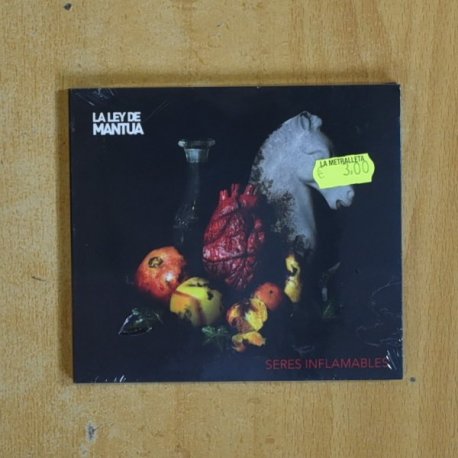 LA LEY DE
MANTUA
LA METRALLETA
€ 3.00
SERES INFLAMABLES